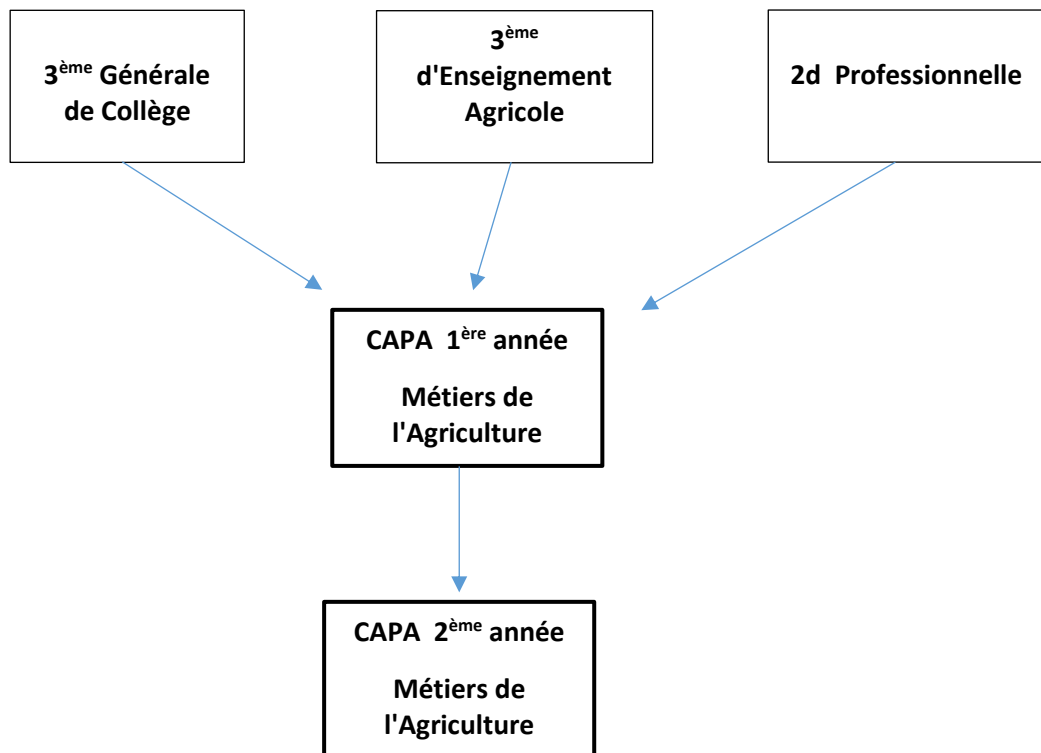 3ème Générale
de Collège
3ème
d'Enseignement
Agricole
2d Professionnelle
CAPA 1ère année
Métiers de
l'Agriculture
CAPA 2ème année
Métiers de
l'Agriculture